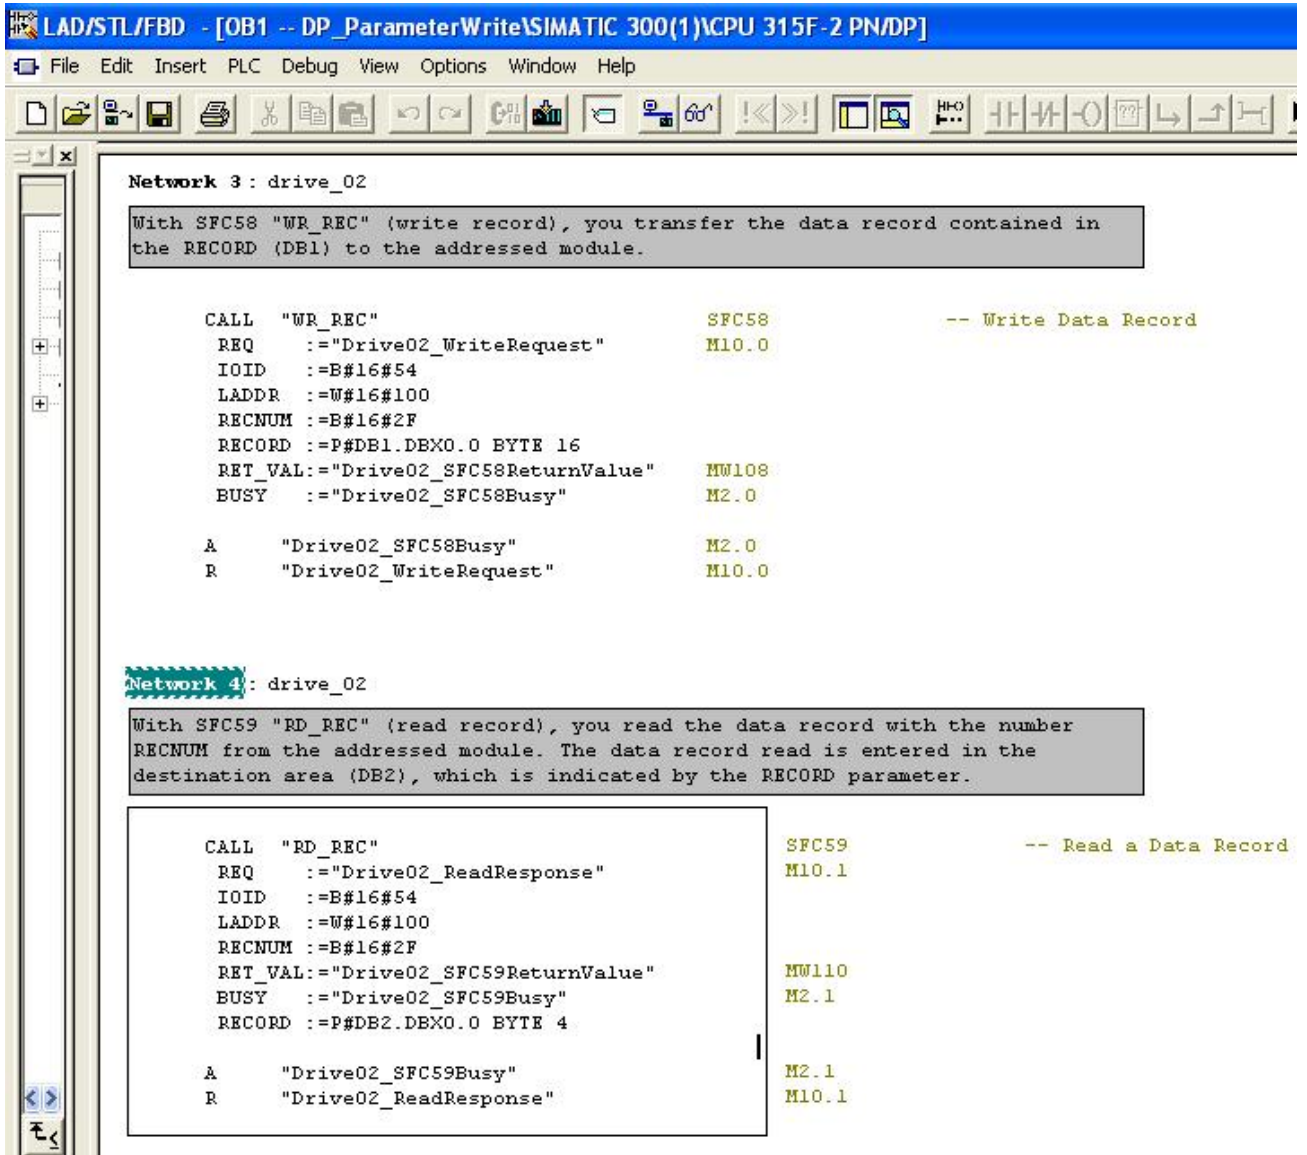 LAD/STL/FBD - [OB1 -- DP_ParameterWrite\SIMATIC 300(1)\CPU 315F-2 PN/DP]
File Edit Insert PLC Debug View Options Window Help
Network 3 : drive_02
With SFC58 "WR_REC" (write record), you transfer the data record contained in
the RECORD (DB1) to the addressed module.
CALL "WR_REC" SFC58 -- Write Data Record
REQ :="Drive02_WriteRequest" M10.0
IOID :=B#16#54
LADDR :=W#16#100
RECNUM :=B#16#2F
RECORD :=P#DB1.DBX0.0 BYTE 16
RET_VAL:="Drive02_SFC58ReturnValue" MW108
BUSY :="Drive02_SFC58Busy" M2.0
A "Drive02_SFC58Busy" M2.0
R "Drive02_WriteRequest" M10.0
Network 4 : drive_02
With SFC59 "RD_REC" (read record), you read the data record with the number
RECNUM from the addressed module. The data record read is entered in the
destination area (DB2), which is indicated by the RECORD parameter.
CALL "RD_REC" SFC59 -- Read a Data Record
REQ :="Drive02_ReadResponse" M10.1
IOID :=B#16#54
LADDR :=W#16#100
RECNUM :=B#16#2F
RET_VAL:="Drive02_SFC59ReturnValue" MW110
BUSY :="Drive02_SFC59Busy" M2.1
RECORD :=P#DB2.DBX0.0 BYTE 4
A "Drive02_SFC59Busy" M2.1
R "Drive02_ReadResponse" M10.1